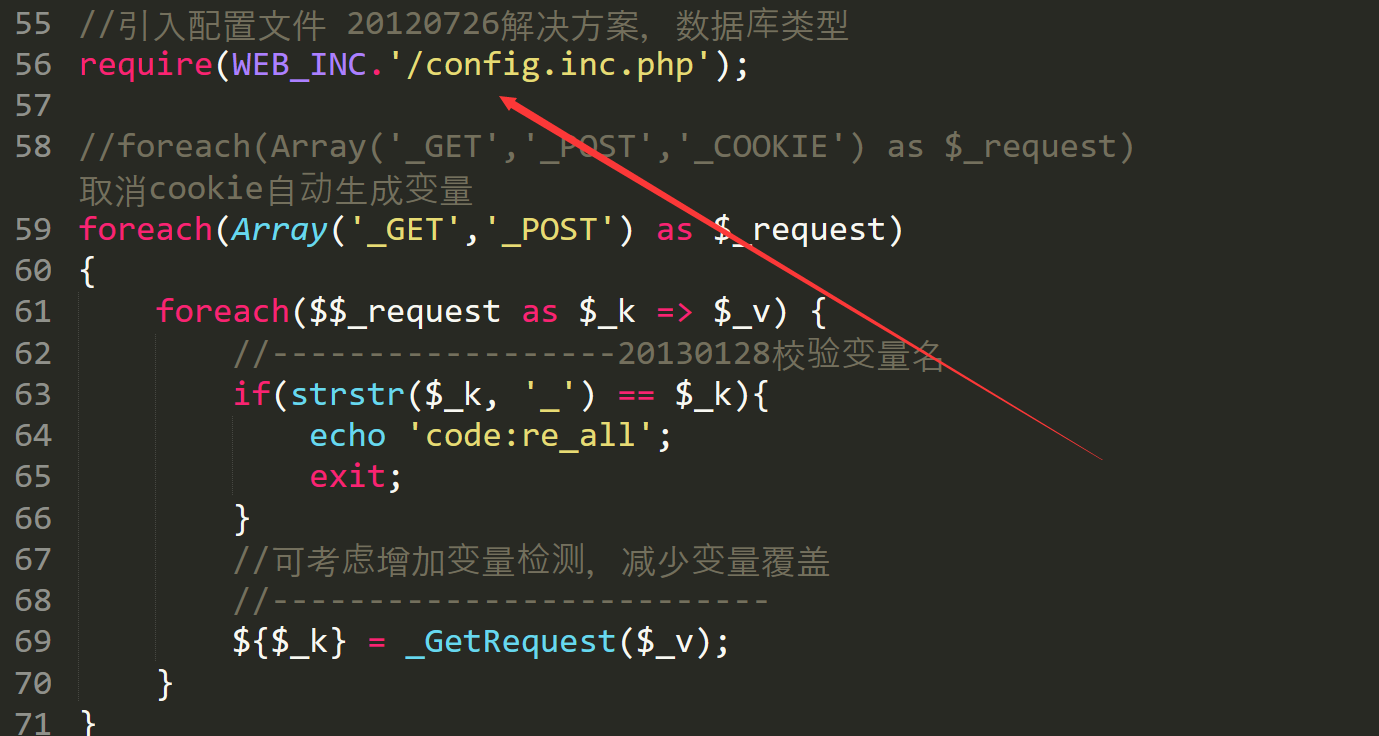 55 //引入配置文件 20120726解决方案，数据库类型
56 require(WEB_INC.'/config.inc.php');
57
58 //foreach(Array('_GET','_POST','_COOKIE') as $_request)
取消cookie自动生成变量
59 foreach(Array('_GET','_POST') as $_request)
60 {
61 foreach($$_request as $_k => $_v) {
62 //------------------20130128校验变量名
63 if(strstr($_k, '_') == $_k){
64 echo 'code:re_all';
65 exit;
66 }
67 //可考虑增加变量检测，减少变量覆盖
68 //--------------------------
69 ${$_k} = _GetRequest($_v);
70 }
71 }